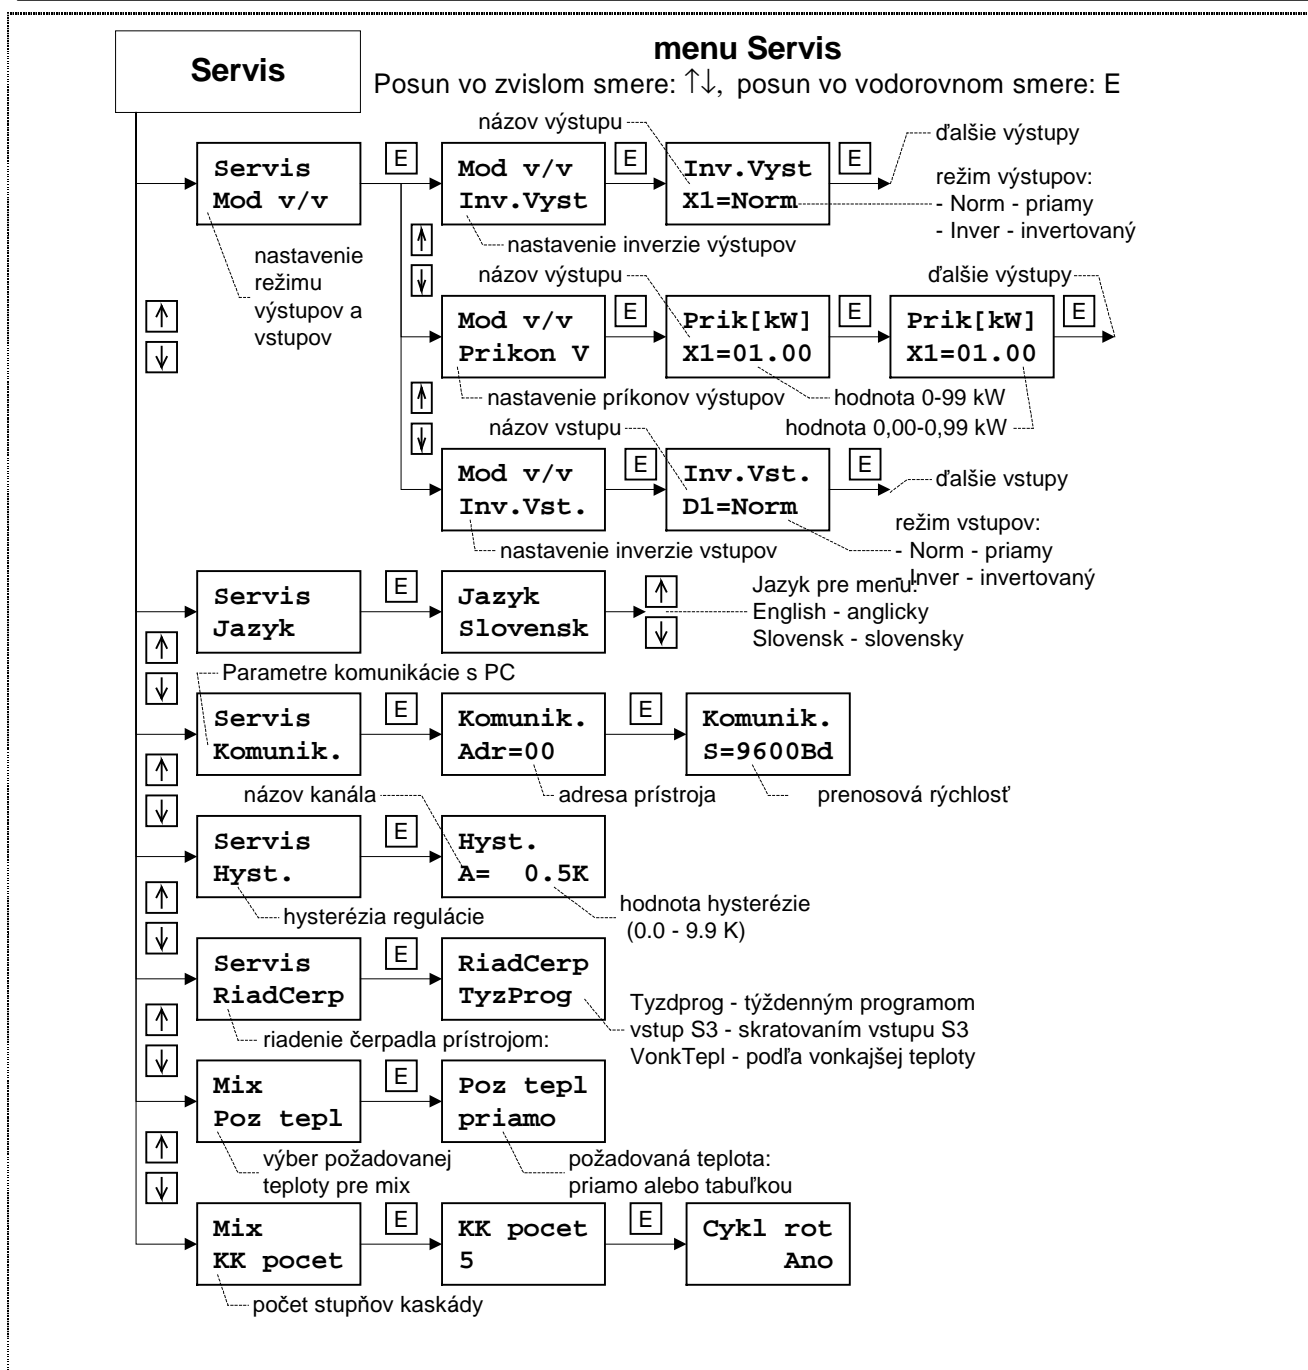 Servis
menu Servis
Posun vo zvislom smere: ↑↓, posun vo vodorovnom smere: E
názov výstupu
ďalšie výstupy
Servis
Mod v/v
E
Mod v/v
Inv.Vyst
E
Inv.Vyst
X1=Norm
E
režim výstupov:
- Norm - priamy
- Inver - invertovaný
nastavenie
režimu
výstupov a
vstupov
↑
↓
nastavenie inverzie výstupov
názov výstupu
ďalšie výstupy
↑
↓
Mod v/v
Prikon V
E
Prik[kW]
X1=01.00
E
Prik[kW]
X1=01.00
E
↑
↓
nastavenie príkonov výstupov
hodnota 0-99 kW
názov vstupu
hodnota 0,00-0,99 kW
Mod v/v
Inv.Vst.
E
Inv.Vst.
D1=Norm
E
ďalšie vstupy
nastavenie inverzie vstupov
režim vstupov:
- Norm - priamy
- Inver - invertovaný
Servis
Jazyk
E
Jazyk
Slovensk
↑
↓
Jazyk pre menu:
English - anglicky
Slovensk - slovensky
↑
↓
Parametre komunikácie s PC
Servis
Komunik.
E
Komunik.
Adr=00
E
Komunik.
S=9600Bd
↑
↓
názov kanála
adresa prístroja
prenosová rýchlosť
Servis
Hyst.
E
Hyst.
A=  0.5K
↑
↓
hysterézia regulácie
hodnota hysterézie
(0.0 - 9.9 K)
Servis
RiadCerp
E
RiadCerp
TyzProg
Tyzdprog - týždenným programom
vstup S3 - skratovaním vstupu S3
VonkTepl - podľa vonkajšej teploty
↑
↓
riadenie čerpadla prístrojom:
Mix
Poz tepl
E
Poz tepl
priamo
↑
↓
výber požadovanej
teploty pre mix
požadovaná teplota:
priamo alebo tabuľkou
Mix
KK pocet
E
KK pocet
5
E
Cykl rot
Ano
počet stupňov kaskády